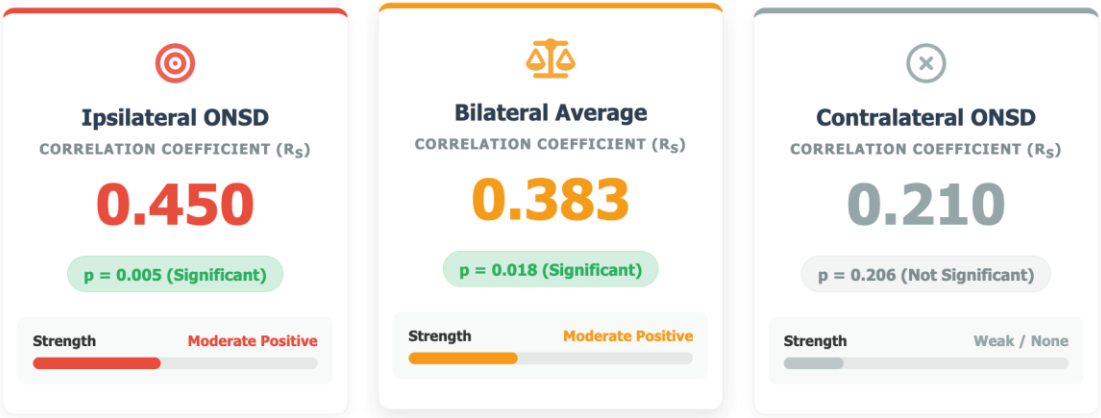 Ipsilateral ONSD
CORRELATION COEFFICIENT (RS)
0.450
p = 0.005 (Significant)
Strength Moderate Positive
Bilateral Average
CORRELATION COEFFICIENT (RS)
0.383
p = 0.018 (Significant)
Strength Moderate Positive
Contralateral ONSD
CORRELATION COEFFICIENT (RS)
0.210
p = 0.206 (Not Significant)
Strength Weak / None